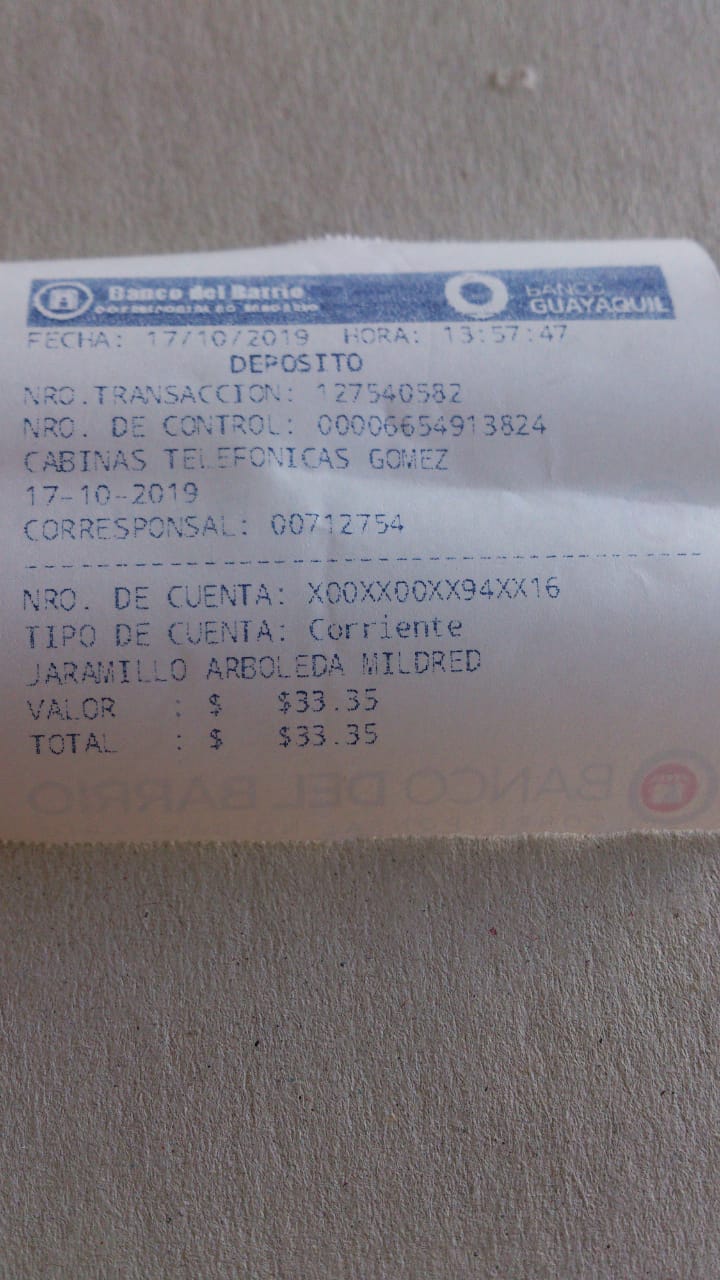 Banco del Barrio
BANCO
GUAYAQUIL
FECHA: 17/10/2019 HORA: 13:57:47
DEPOSITO
NRO.TRANSACCION: 127540582
NRO. DE CONTROL: 00006654913824
CABINAS TELEFONICAS GOMEZ
17-10-2019
CORRESPONSAL: 00712754
NRO. DE CUENTA: X00XX00XX94XX16
TIPO DE CUENTA: Corriente
JARAMILLO ARBOLEDA MILDRED
VALOR : $ $33.35
TOTAL : $ $33.35
BANCO DEL BARRIO